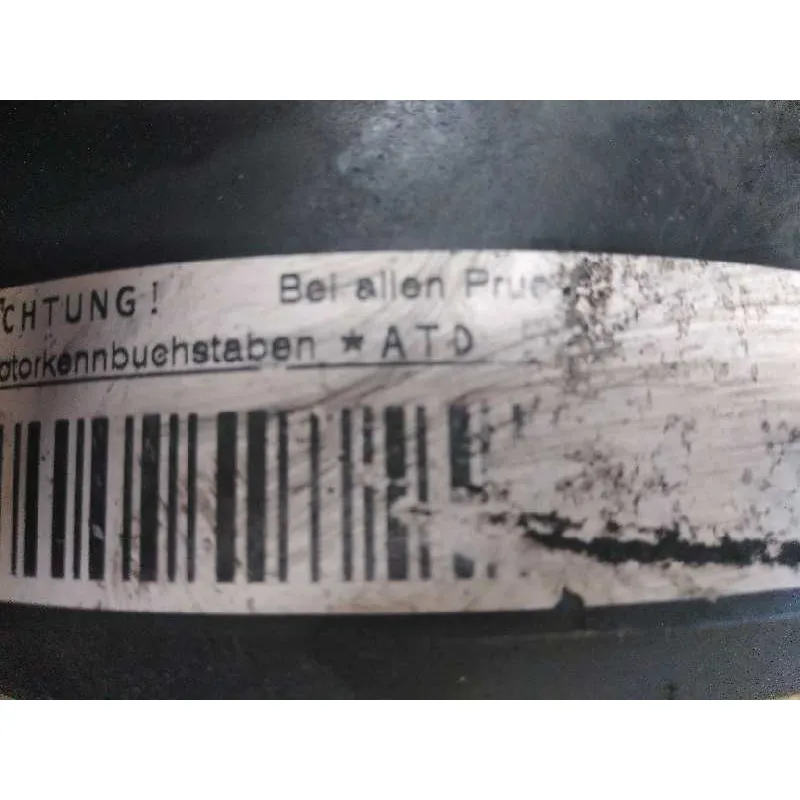 CHTUNG! Bei allen Prue
otorkennbuchstaben *ATD